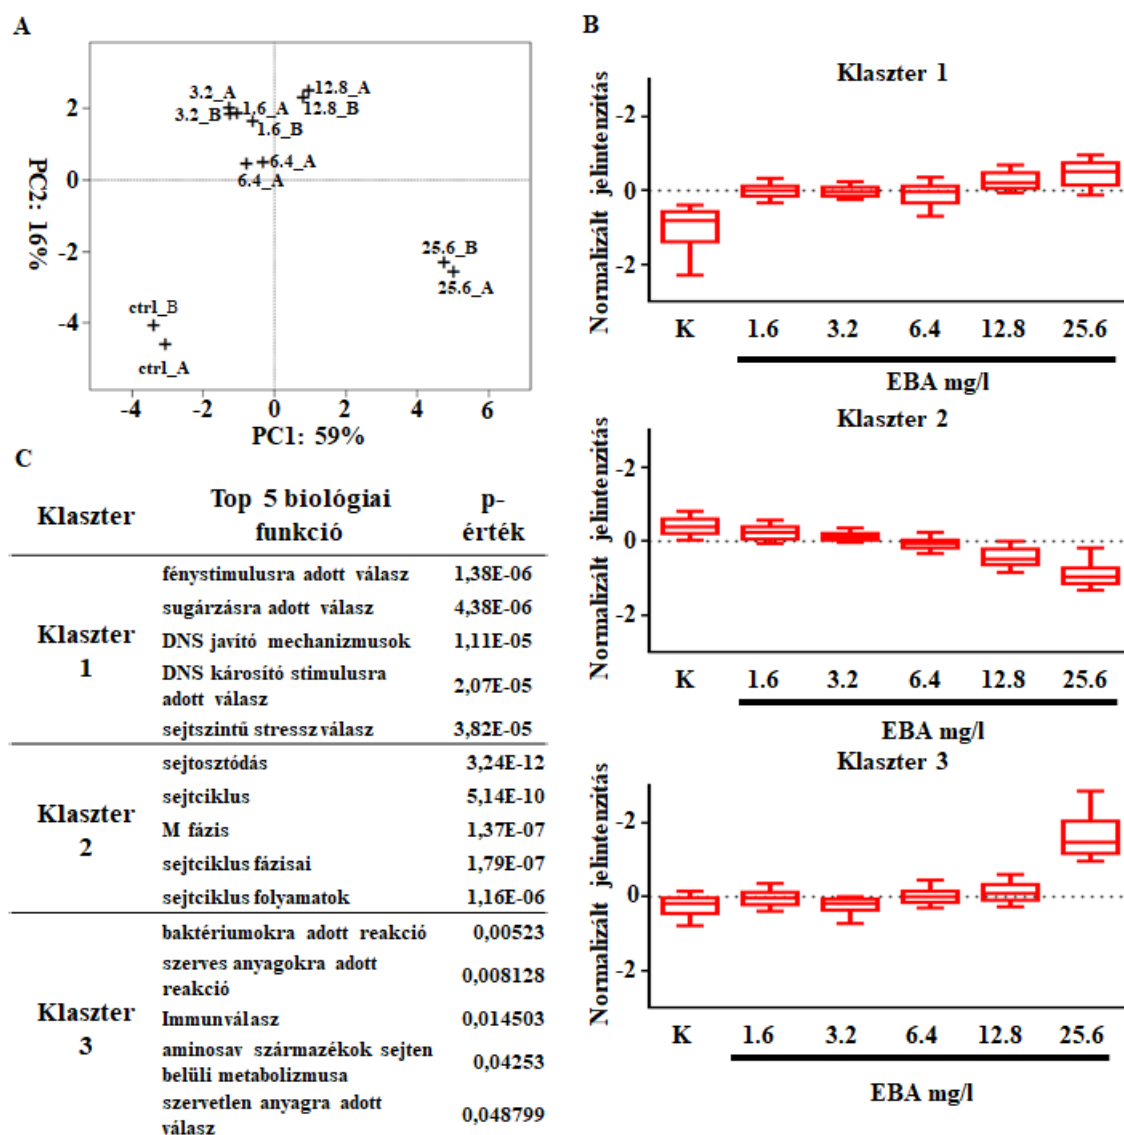 A
3.2_A
3.2_B
1.6_A
1.6_B
12.8_A
12.8_B
6.4_A
6.4_A
25.6_B
25.6_A
ctrl_B
ctrl_A
2
0
-2
-4
PC2: 16%
-4
-2
0
2
4
6
PC1: 59%
B
Klaszter 1
Normalizált jelintenzitás
-2
0
-2
K
1.6
3.2
6.4
12.8
25.6
EBA mg/l
Klaszter 2
Normalizált jelintenzitás
-2
0
-2
K
1.6
3.2
6.4
12.8
25.6
EBA mg/l
Klaszter 3
Normalizált jelintenzitás
-2
0
-2
K
1.6
3.2
6.4
12.8
25.6
EBA mg/l
C
Klaszter
Top 5 biológiai
funkció
p-
érték
Klaszter
1
fénystimulusra adott válasz 1,38E-06
sugárzásra adott válasz 4,38E-06
DNS javító mechanizmusok 1,11E-05
DNS károsító stimulusra
adott válasz 2,07E-05
sejtszintű stressz válasz 3,82E-05
Klaszter
2
sejtosztódás 3,24E-12
sejtciklus 5,14E-10
M fázis 1,37E-07
sejtciklus fázisai 1,79E-07
sejtciklus folyamatok 1,16E-06
Klaszter
3
baktériumokra adott reakció 0,00523
szerves anyagokra adott
reakció 0,008128
Immunválasz 0,014503
aminosav származékok sejten
belüli metabolizmusa 0,04253
szervetlen anyagra adott
válasz 0,048799